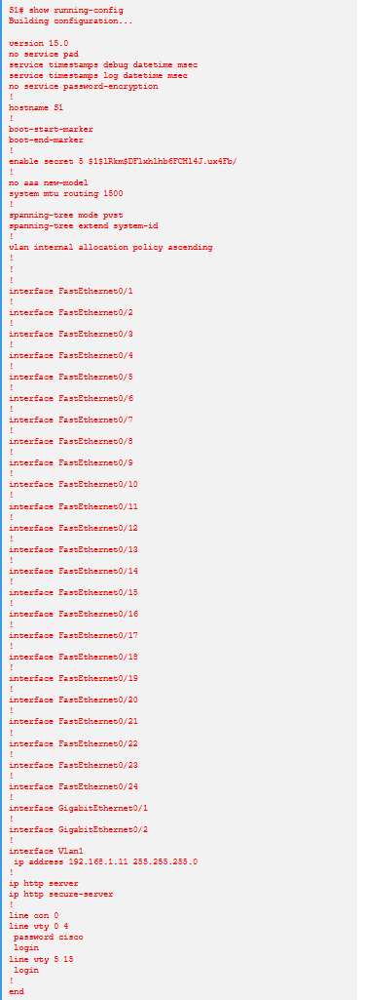 S1# show running-config
Building configuration...
version 15.0
no service pad
service timestamps debug datetime msec
service timestamps log datetime msec
no service password-encryption
!
hostname S1
!
boot-start-marker
boot-end-marker
!
enable secret 5 $1$lRkm$DFlxhlhb6FCHl4J.ux4Fb/
!
no aaa new-model
system mtu routing 1500
!
spanning-tree mode pvst
spanning-tree extend system-id
!
vlan internal allocation policy ascending
!
!
!
interface FastEthernet0/1
!
interface FastEthernet0/2
!
interface FastEthernet0/3
!
interface FastEthernet0/4
!
interface FastEthernet0/5
!
interface FastEthernet0/6
!
interface FastEthernet0/7
!
interface FastEthernet0/8
!
interface FastEthernet0/9
!
interface FastEthernet0/10
!
interface FastEthernet0/11
!
interface FastEthernet0/12
!
interface FastEthernet0/13
!
interface FastEthernet0/14
!
interface FastEthernet0/15
!
interface FastEthernet0/16
!
interface FastEthernet0/17
!
interface FastEthernet0/18
!
interface FastEthernet0/19
!
interface FastEthernet0/20
!
interface FastEthernet0/21
!
interface FastEthernet0/22
!
interface FastEthernet0/23
!
interface FastEthernet0/24
!
interface GigabitEthernet0/1
!
interface GigabitEthernet0/2
!
interface Vlan1
ip address 192.168.1.11 255.255.255.0
!
ip http server
ip http secure-server
!
line con 0
line vty 0 4
password cisco
login
line vty 5 15
login
!
end